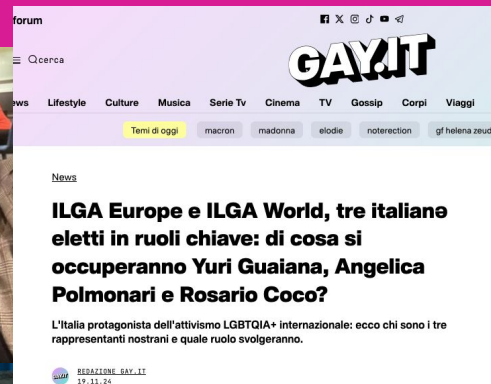 forum
cerca
GAY.IT
Lifestyle Culture Musica Serie Tv Cinema TV Gossip Corpi Viaggi
Temi di oggi macron madonna elodie noterection gf helena
News
ILGA Europe e ILGA World, tre italianə
eletti in ruoli chiave: di cosa si
occuperanno Yuri Guaiana, Angelica
Polmonari e Rosario Coco?
L'Italia protagonista dell'attivismo LGBTQIA+ internazionale: ecco chi sono i tre
rappresentanti nostrani e quale ruolo svolgeranno.
REDAZIONE GAY.IT
19.11.24